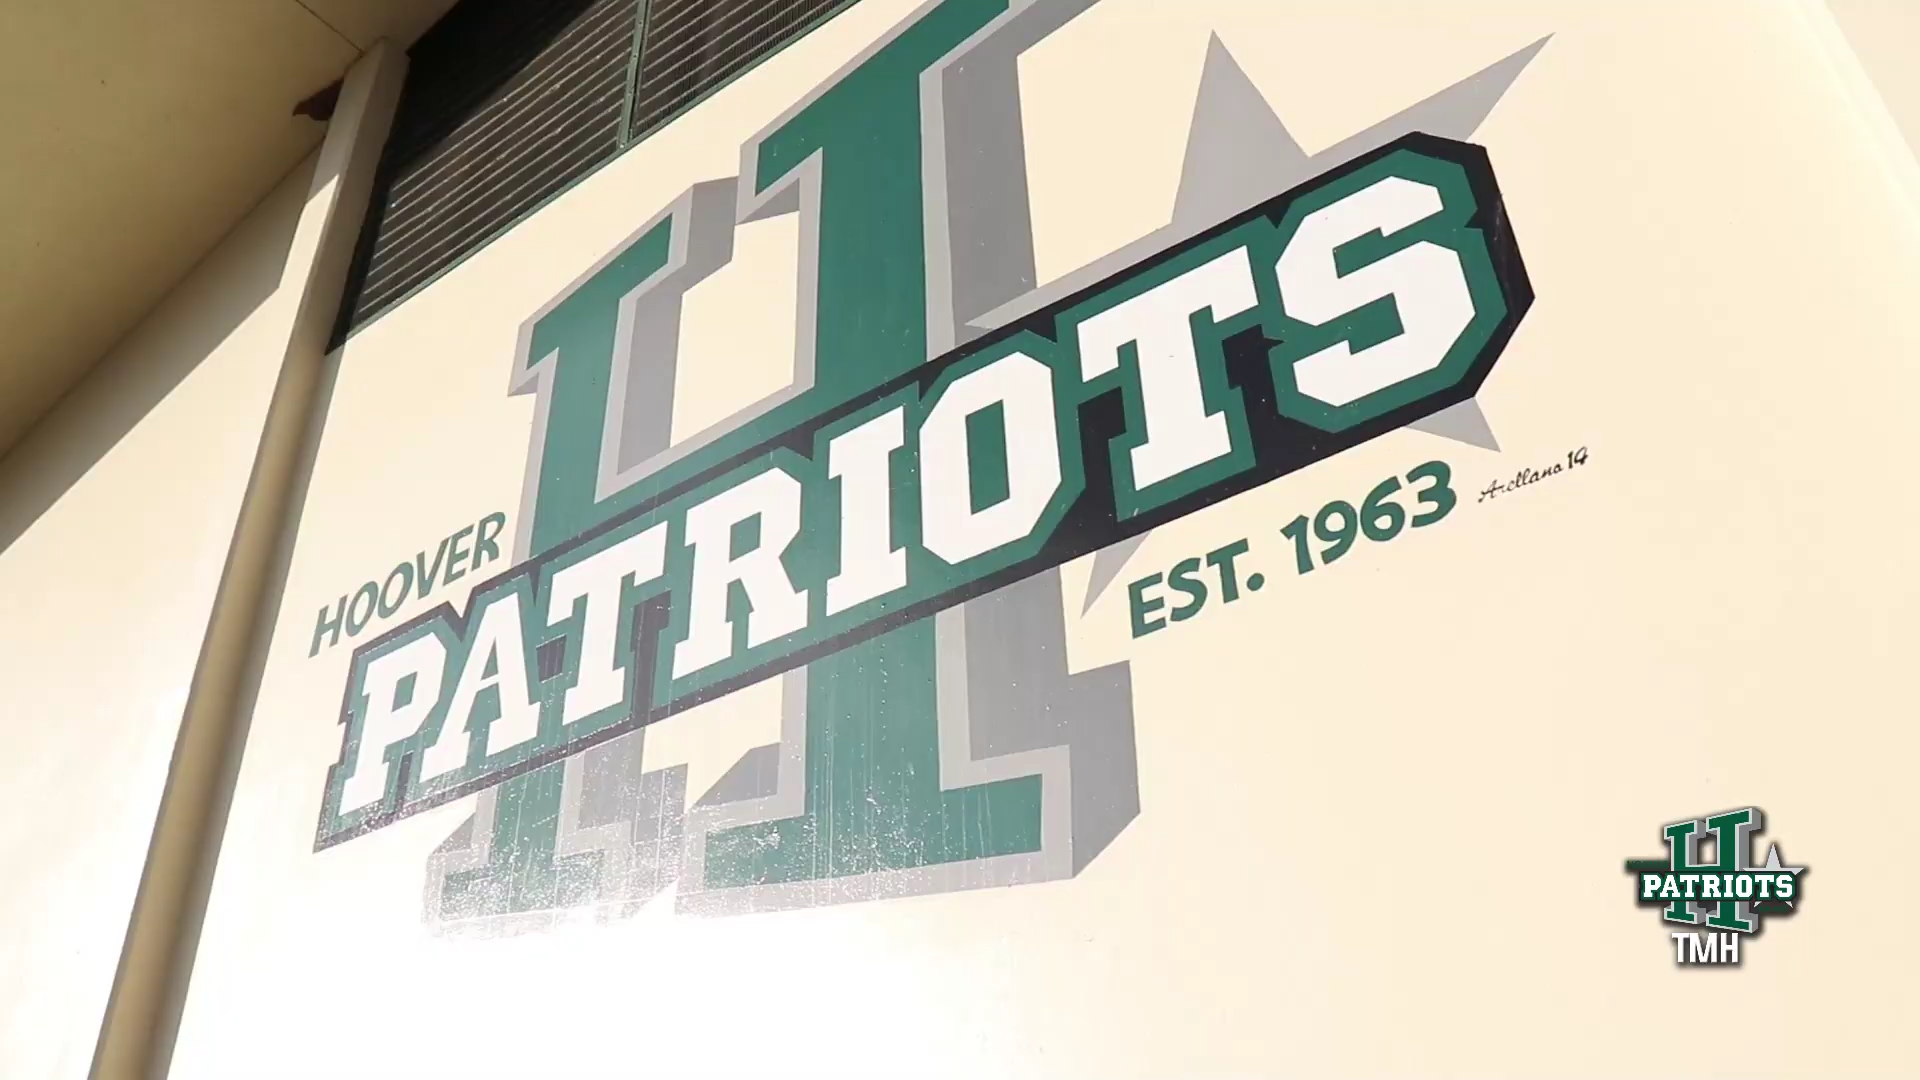 H
HOOVER
PATRIOTS
EST. 1963
Arellano 14
H
PATRIOTS
TMH